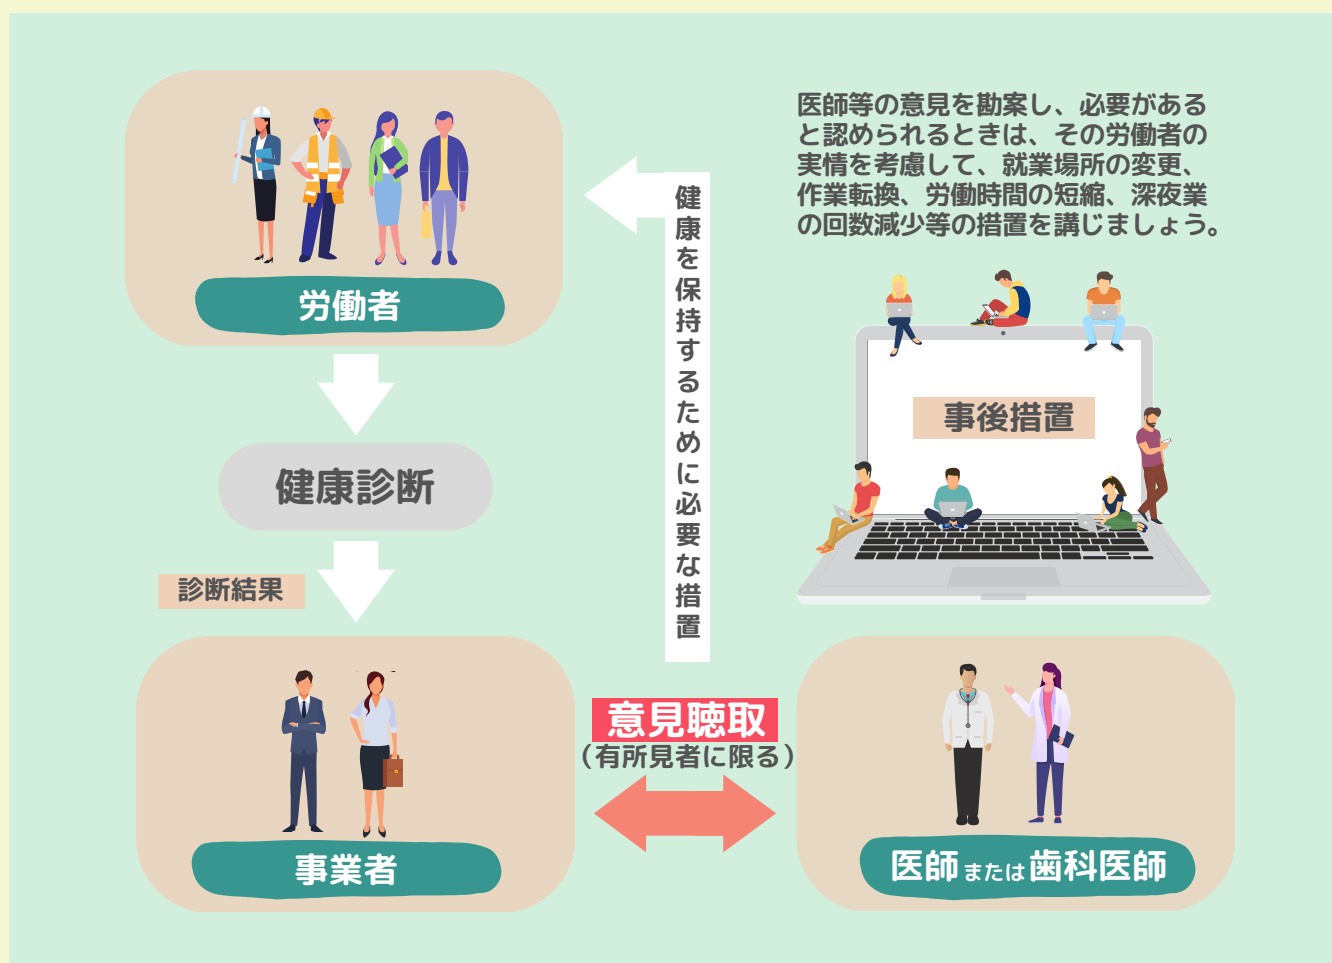 労働者
健康診断
診断結果
事業者
健康を保持するために必要な措置
意見聴取
（有所見者に限る）
医師等の意見を勘案し、必要がある
と認められるときは、その労働者の
実情を考慮して、就業場所の変更、
作業転換、労働時間の短縮、深夜業
の回数減少等の措置を講じましょう。
事後措置
医師または歯科医師